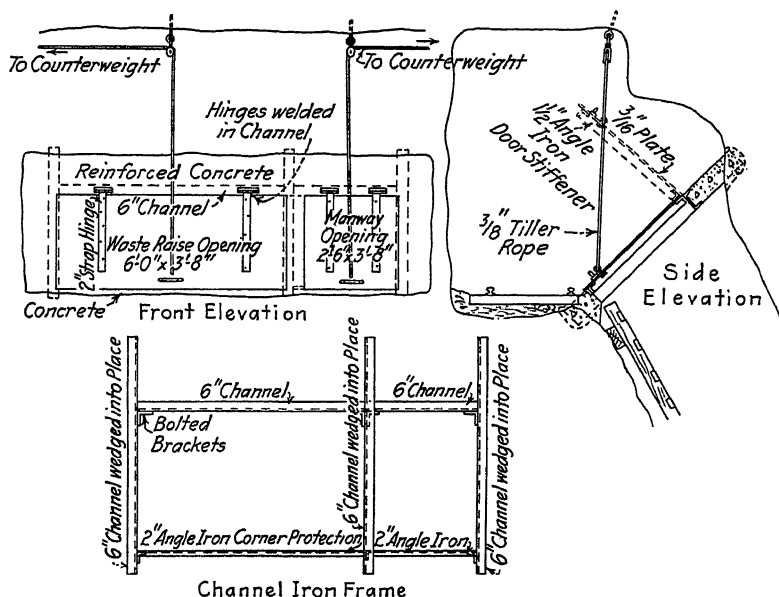 To Counterweight
To Counterweight
Hinges welded
in Channel
Reinforced Concrete
6" Channel
2" Strap Hinge
Waste Raise Opening
6'-0" x 3'-8"
Manway
Opening
2'-6" x 3'-8"
Concrete
Front Elevation
1/2" Angle
Iron
Door Stiffener
3/16" Plate
3/8" Tiller
Rope
Side
Elevation
6" Channel wedged into Place
6" Channel
Bolted
Brackets
6" Channel wedged into Place
6" Channel
6" Channel wedged into Place
2" Angle Iron Corner Protection
2" Angle Iron
Channel Iron Frame